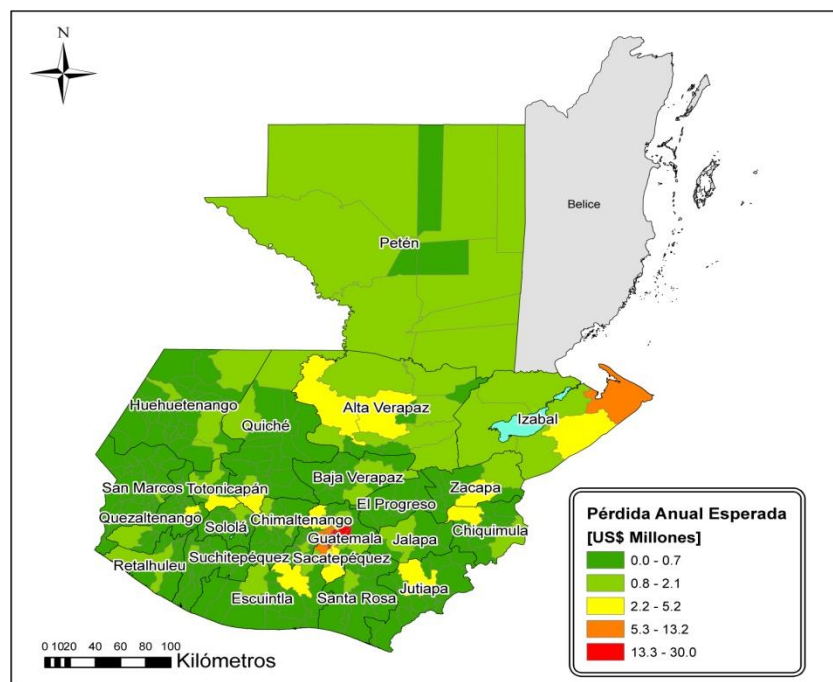 N
Belice
Petén
Huehuetenango
Quiché
Alta Verapaz
Izabal
San Marcos
Totonicapán
Baja Verapaz
Zacapa
El Progreso
Quezaltenango
Sololá
Chimaltenango
Guatemala
Jalapa
Chiquimula
Retalhuleu
Suchitepéquez
Sacatepéquez
Escuintla
Santa Rosa
Jutiapa
Pérdida Anual Esperada
[US$ Millones]
0.0 - 0.7
0.8 - 2.1
2.2 - 5.2
5.3 - 13.2
13.3 - 30.0
0 10 20 40 60 80 100
Kilómetros